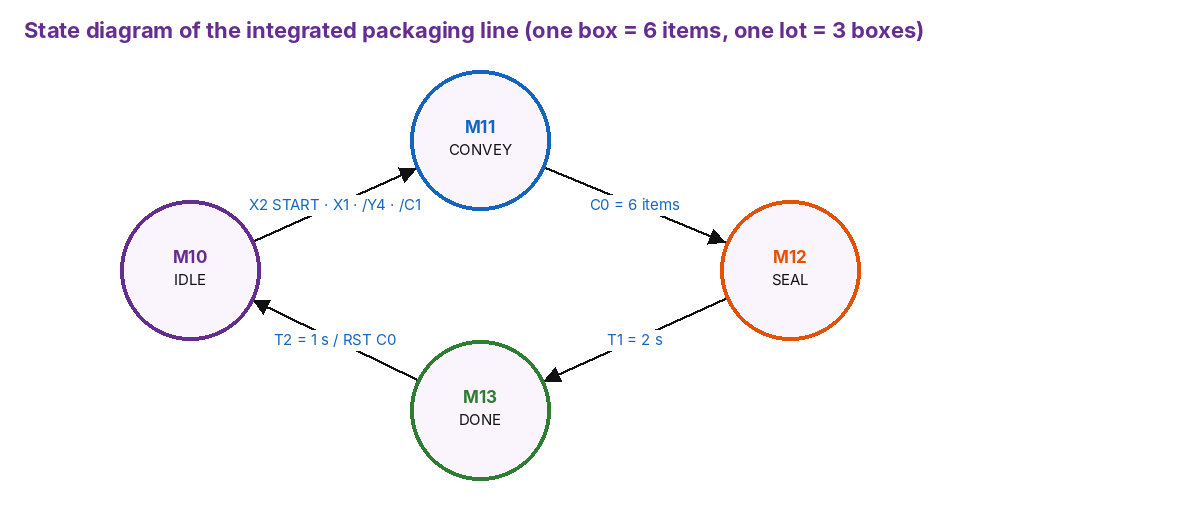 State diagram of the integrated packaging line (one box = 6 items, one lot = 3 boxes)
M11
CONVEY
X2 START · X1 · /Y4 · /C1
C0 = 6 items
M10
IDLE
M12
SEAL
T2 = 1 s / RST C0
T1 = 2 s
M13
DONE